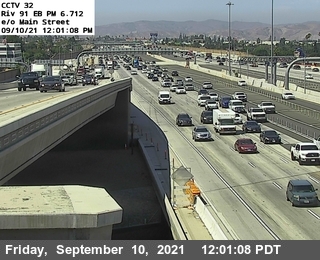 CCTV 32
Riv 91 EB PM 6.712
e/o Main Street
09/10/21 12:01:08 PM
Friday, September 10, 2021 12:01:08 PDT